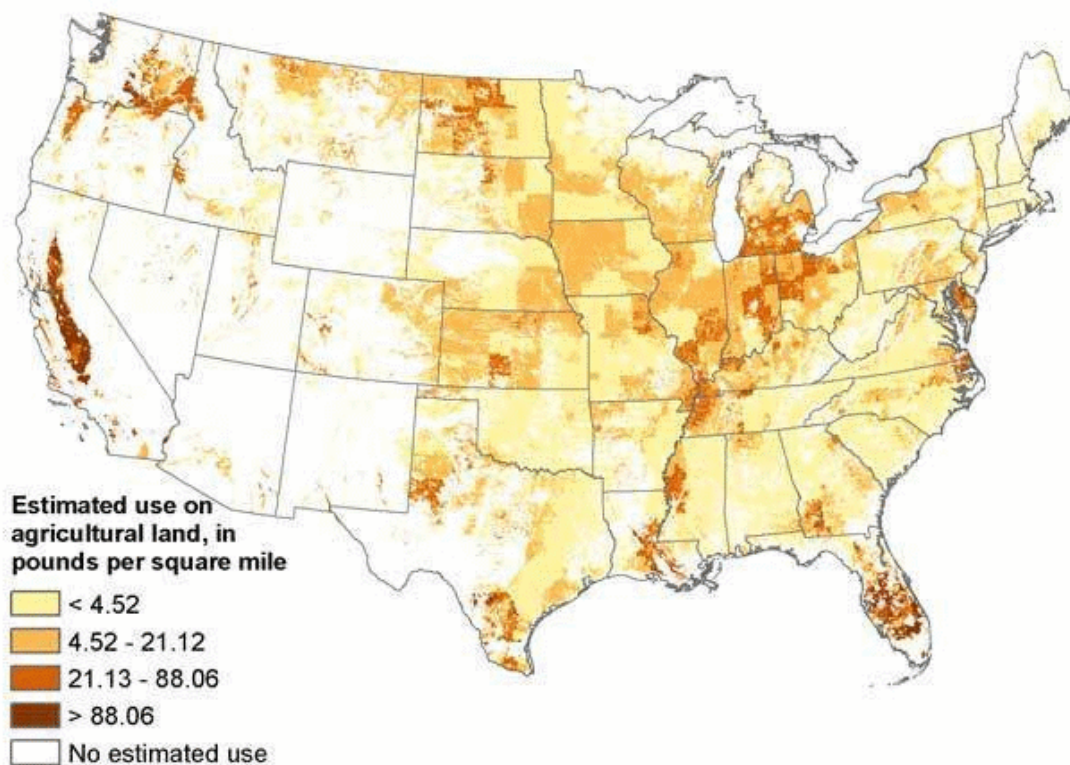 Estimated use on
agricultural land, in
pounds per square mile
< 4.52
4.52 - 21.12
21.13 - 88.06
> 88.06
No estimated use